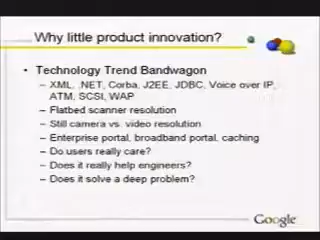 Why little product innovation?
• Technology Trend Bandwagon
– XML, .NET, Corba, J2EE, JDBC, Voice over IP,
ATM, SCSI, WAP
– Flatbed scanner resolution
– Still camera vs. video resolution
– Enterprise portal, broadband portal, caching
– Do users really care?
– Does it really help engineers?
– Does it solve a deep problem?
Google